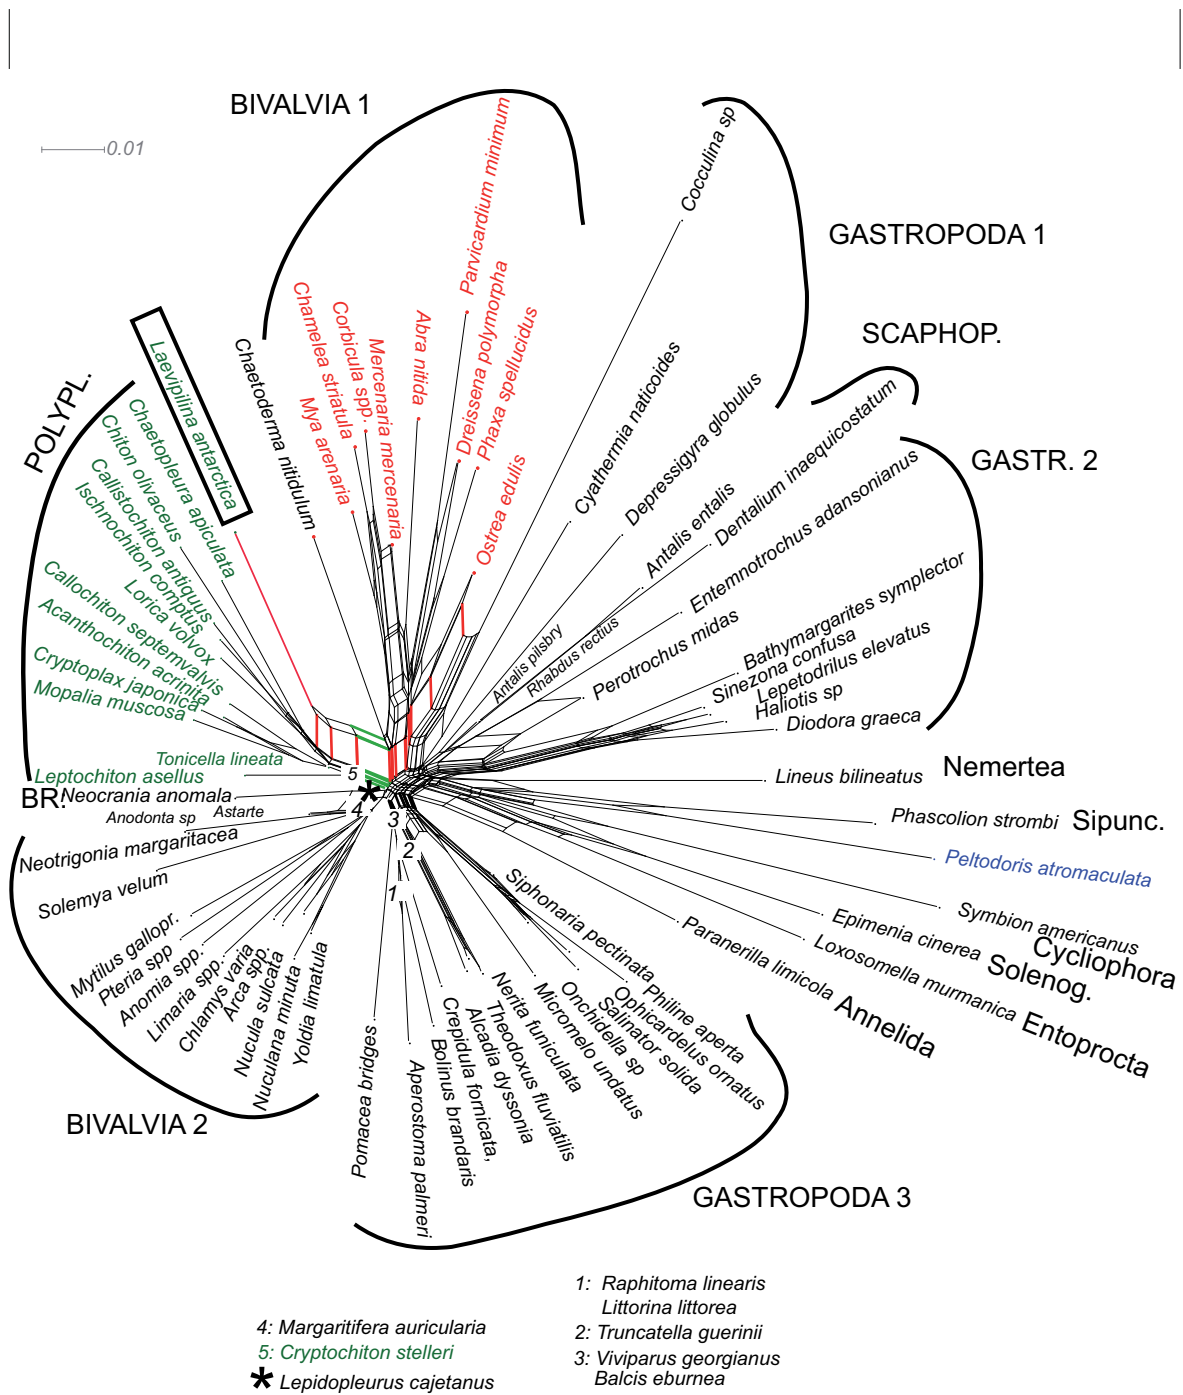 BIVALVIA 1
0.01
Parvicardium minimum
Cocculina sp
GASTROPODA 1
SCAPHOP.
GASTR. 2
POLYPL.
Laevipilina antarctica
Chaetoderma nitidulum
Chamelea striatula
Corbicula spp.
Mya arenaria
Mercenaria mercenaria
Abra nitida
Dreissena polymorpha
Phaxa spellucidus
Ostrea edulis
Cyathermia naticoides
Depressigyra globulus
Antalis entalis
Dentalium inaequicostatum
Entemnotrochus adansonianus
Antalis pilsbry
Rhabdus rectius
Perotrochus midas
Bathymargarites symplector
Sinezona confusa
Lepetodrilus elevatus
Haliotis sp
Diodora graeca
Chaetopleura apiculata
Chiton olivaceus
Callistochiton antiquus
Ischnochiton comptus
Lorica volvox
Callochiton septemvalvis
Acanthochiton acrinita
Cryptoplax japonica
Mopalia muscosa
Tonicella lineata
Leptochiton asellus
5
BR.
Neocrania anomala
*
4
Anodonta sp
Astarte
3
2
1
Lineus bilineatus Nemertea
Phascolion strombi Sipunc.
Peltodoris atromaculata
Symbion americanus
Cycliophora
Epimenia cinerea
Solenog.
Loxosomella murmanica Entoprocta
Paranerilla limicola Annelida
Neotrigonia margaritacea
Solemya velum
Mytilus gallopr.
Pteria spp
Anomia spp.
Limaria spp.
Chlamys varia
Arca spp.
Nucula sulcata
Nuculana minuta
Yoldia limatula
BIVALVIA 2
Pomacea bridges
Aperostoma palmeri
Bolinus brandaris
Crepidula fornicata,
Alcadia dyssonia
Theodoxus fluviatilis
Nerita funiculata
Micromelo undatus
Onchidella sp
Salinator solida
Ophicardelus ornatus
Philine aperta
Siphonaria pectinata
GASTROPODA 3
4: Margaritifera auricularia
5: Cryptochiton stelleri
* Lepidopleurus cajetanus
1: Raphitoma linearis
Littorina littorea
2: Truncatella guerinii
3: Viviparus georgianus
Balcis eburnea